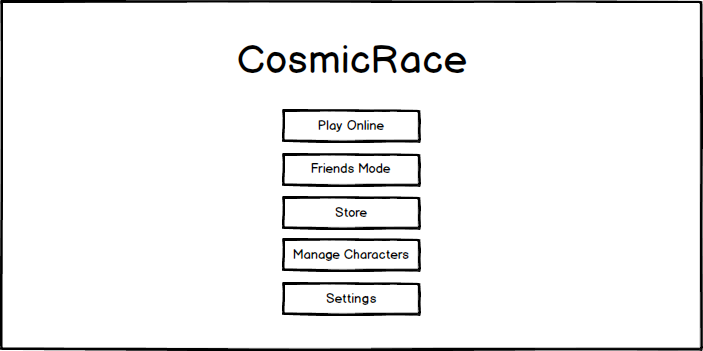 CosmicRace
Play Online
Friends Mode
Store
Manage Characters
Settings